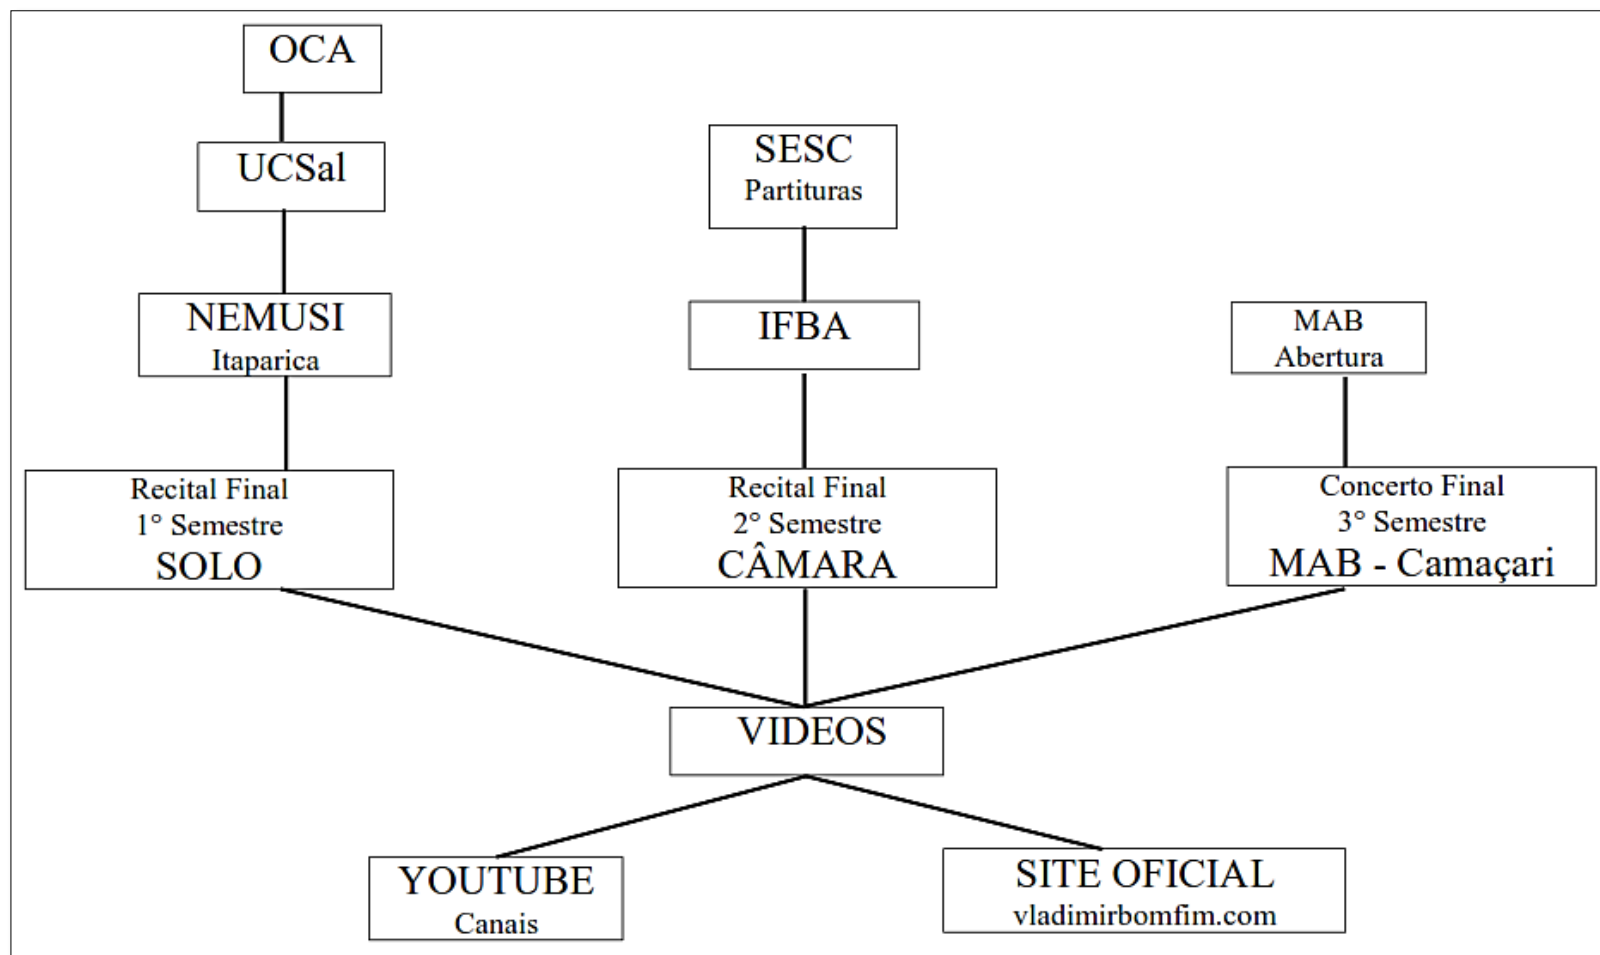 OCA
UCSal
NEMUSI
Itaparica
Recital Final
1° Semestre
SOLO
SESC
Partituras
IFBA
Recital Final
2° Semestre
CÂMARA
MAB
Abertura
Concerto Final
3° Semestre
MAB - Camaçari
VIDEOS
YOUTUBE
Canais
SITE OFICIAL
vladimirbomfim.com